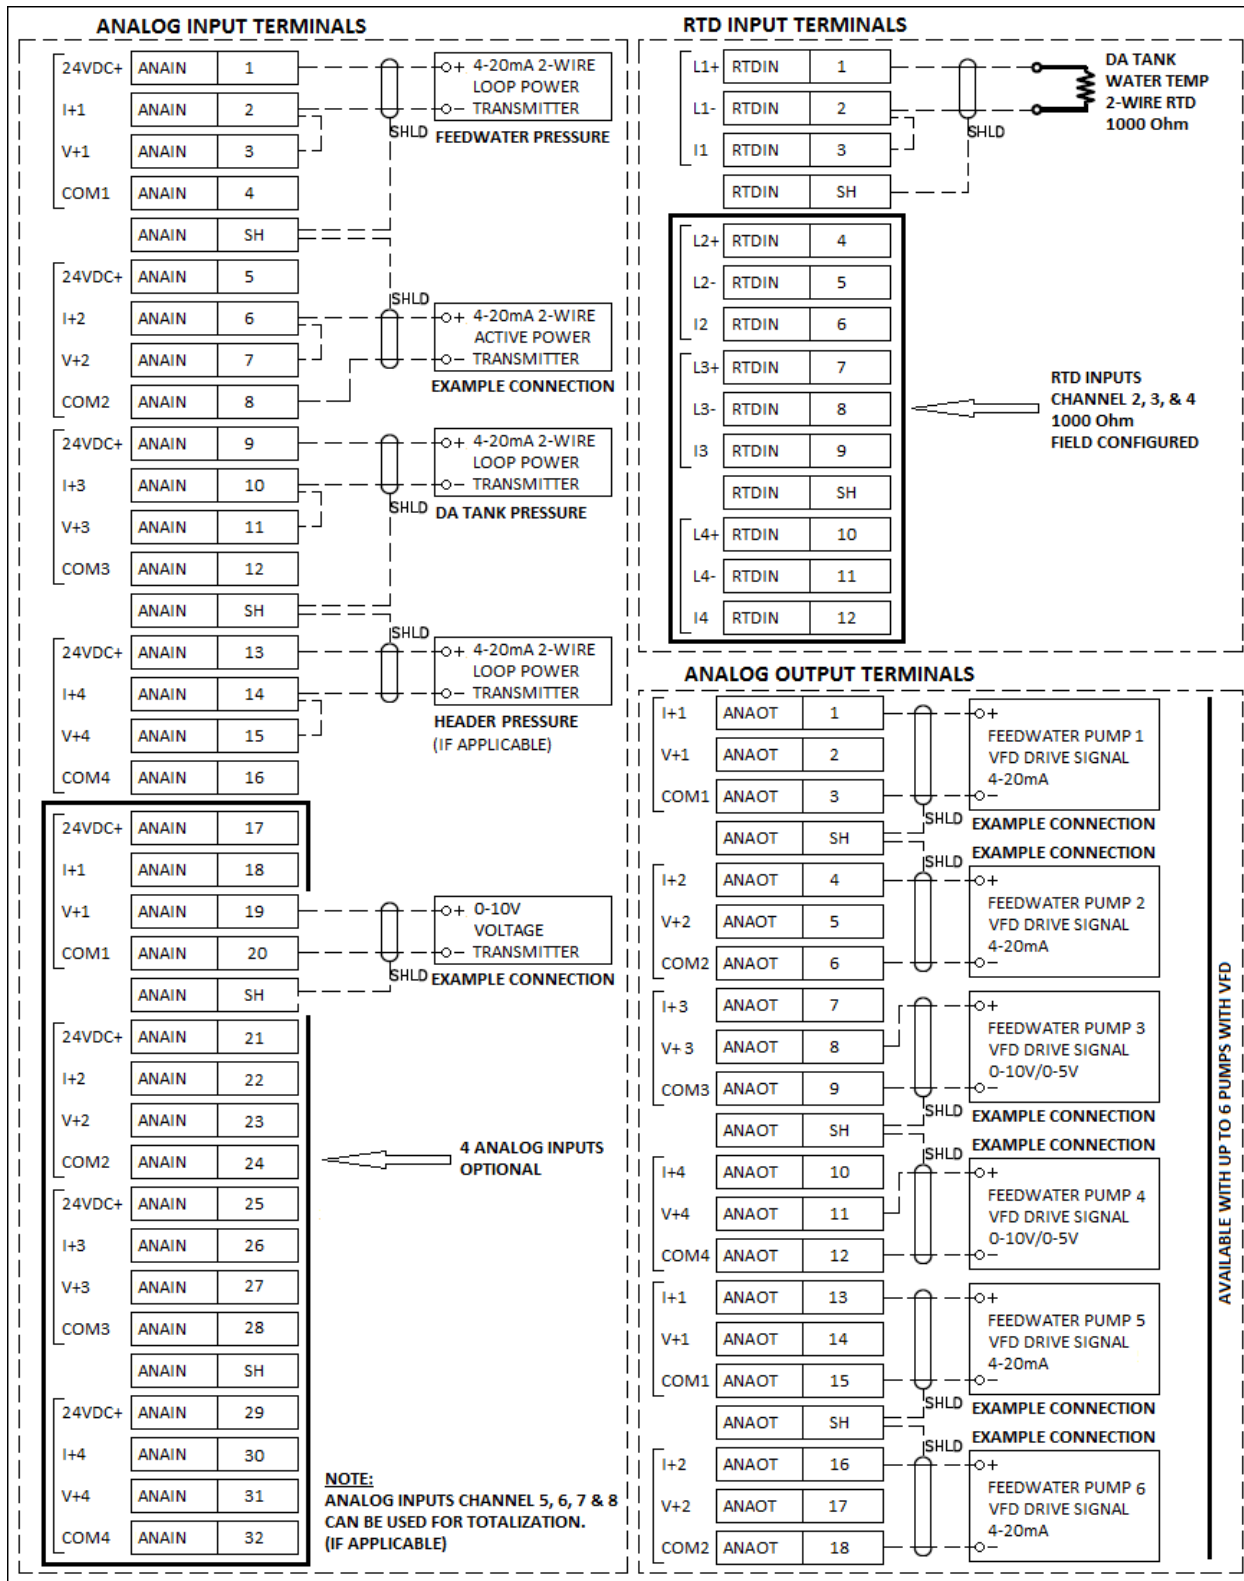 ANALOG INPUT TERMINALS
24VDC+ ANAIN 1
I+1 ANAIN 2
V+1 ANAIN 3
COM1 ANAIN 4
ANAIN SH
SHLD
+ 4-20mA 2-WIRE
LOOP POWER
- TRANSMITTER
FEEDWATER PRESSURE
24VDC+ ANAIN 5
I+2 ANAIN 6
V+2 ANAIN 7
COM2 ANAIN 8
SHLD
+ 4-20mA 2-WIRE
ACTIVE POWER
- TRANSMITTER
EXAMPLE CONNECTION
24VDC+ ANAIN 9
I+3 ANAIN 10
V+3 ANAIN 11
COM3 ANAIN 12
ANAIN SH
SHLD
+ 4-20mA 2-WIRE
LOOP POWER
- TRANSMITTER
DA TANK PRESSURE
24VDC+ ANAIN 13
I+4 ANAIN 14
V+4 ANAIN 15
COM4 ANAIN 16
SHLD
+ 4-20mA 2-WIRE
LOOP POWER
- TRANSMITTER
HEADER PRESSURE
(IF APPLICABLE)
24VDC+ ANAIN 17
I+1 ANAIN 18
V+1 ANAIN 19
COM1 ANAIN 20
ANAIN SH
SHLD
+ 0-10V
VOLTAGE
- TRANSMITTER
EXAMPLE CONNECTION
24VDC+ ANAIN 21
I+2 ANAIN 22
V+2 ANAIN 23
COM2 ANAIN 24
24VDC+ ANAIN 25
I+3 ANAIN 26
V+3 ANAIN 27
COM3 ANAIN 28
ANAIN SH
24VDC+ ANAIN 29
I+4 ANAIN 30
V+4 ANAIN 31
COM4 ANAIN 32
4 ANALOG INPUTS
OPTIONAL
NOTE:
ANALOG INPUTS CHANNEL 5, 6, 7 & 8
CAN BE USED FOR TOTALIZATION.
(IF APPLICABLE)
RTD INPUT TERMINALS
L1+ RTDIN 1
L1- RTDIN 2
I1 RTDIN 3
RTDIN SH
SHLD
DA TANK
WATER TEMP
2-WIRE RTD
1000 Ohm
L2+ RTDIN 4
L2- RTDIN 5
I2 RTDIN 6
L3+ RTDIN 7
L3- RTDIN 8
I3 RTDIN 9
RTDIN SH
L4+ RTDIN 10
L4- RTDIN 11
I4 RTDIN 12
RTD INPUTS
CHANNEL 2, 3, & 4
1000 Ohm
FIELD CONFIGURED
ANALOG OUTPUT TERMINALS
I+1 ANAOT 1
V+1 ANAOT 2
COM1 ANAOT 3
ANAOT SH
SHLD
+
FEEDWATER PUMP 1
VFD DRIVE SIGNAL
4-20mA
-
EXAMPLE CONNECTION
EXAMPLE CONNECTION
I+2 ANAOT 4
V+2 ANAOT 5
COM2 ANAOT 6
SHLD
+
FEEDWATER PUMP 2
VFD DRIVE SIGNAL
4-20mA
-
I+3 ANAOT 7
V+ 3 ANAOT 8
COM3 ANAOT 9
ANAOT SH
SHLD
+
FEEDWATER PUMP 3
VFD DRIVE SIGNAL
0-10V/0-5V
-
EXAMPLE CONNECTION
EXAMPLE CONNECTION
I+4 ANAOT 10
V+4 ANAOT 11
COM4 ANAOT 12
SHLD
+
FEEDWATER PUMP 4
VFD DRIVE SIGNAL
0-10V/0-5V
-
I+1 ANAOT 13
V+1 ANAOT 14
COM1 ANAOT 15
ANAOT SH
SHLD
+
FEEDWATER PUMP 5
VFD DRIVE SIGNAL
4-20mA
-
EXAMPLE CONNECTION
EXAMPLE CONNECTION
I+2 ANAOT 16
V+2 ANAOT 17
COM2 ANAOT 18
SHLD
+
FEEDWATER PUMP 6
VFD DRIVE SIGNAL
4-20mA
-
AVAILABLE WITH UP TO 6 PUMPS WITH VFD